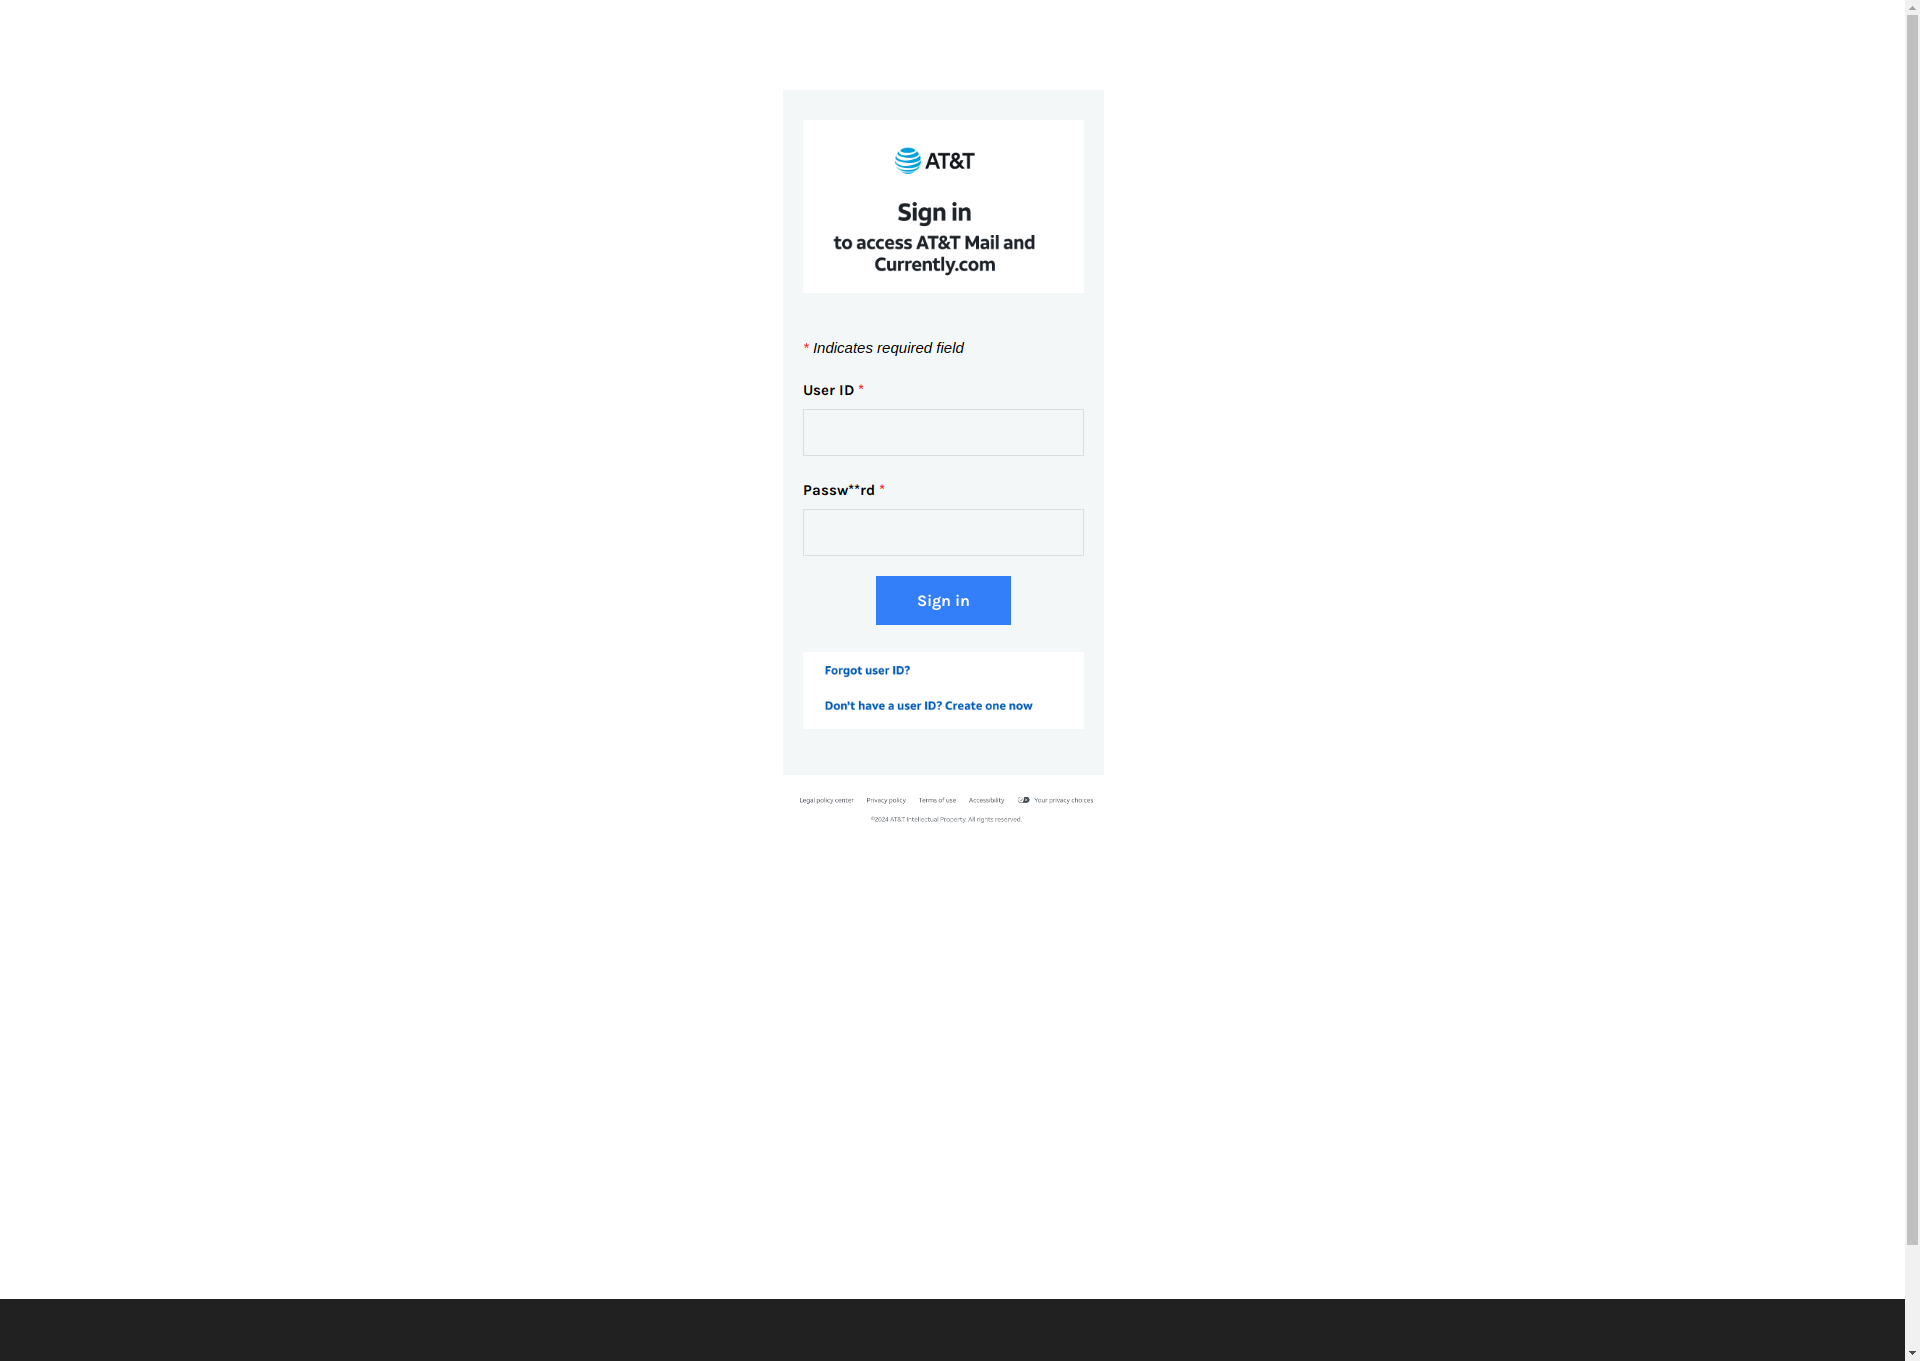 AT&T
Sign in
to access AT&T Mail and
Currently.com
* Indicates required field
User ID *
Passw**rd *
Sign in
Forgot user ID?
Don't have a user ID? Create one now
Legal policy center Privacy policy Terms of use Accessibility Your privacy choices
©2024 AT&T Intellectual Property. All rights reserved.